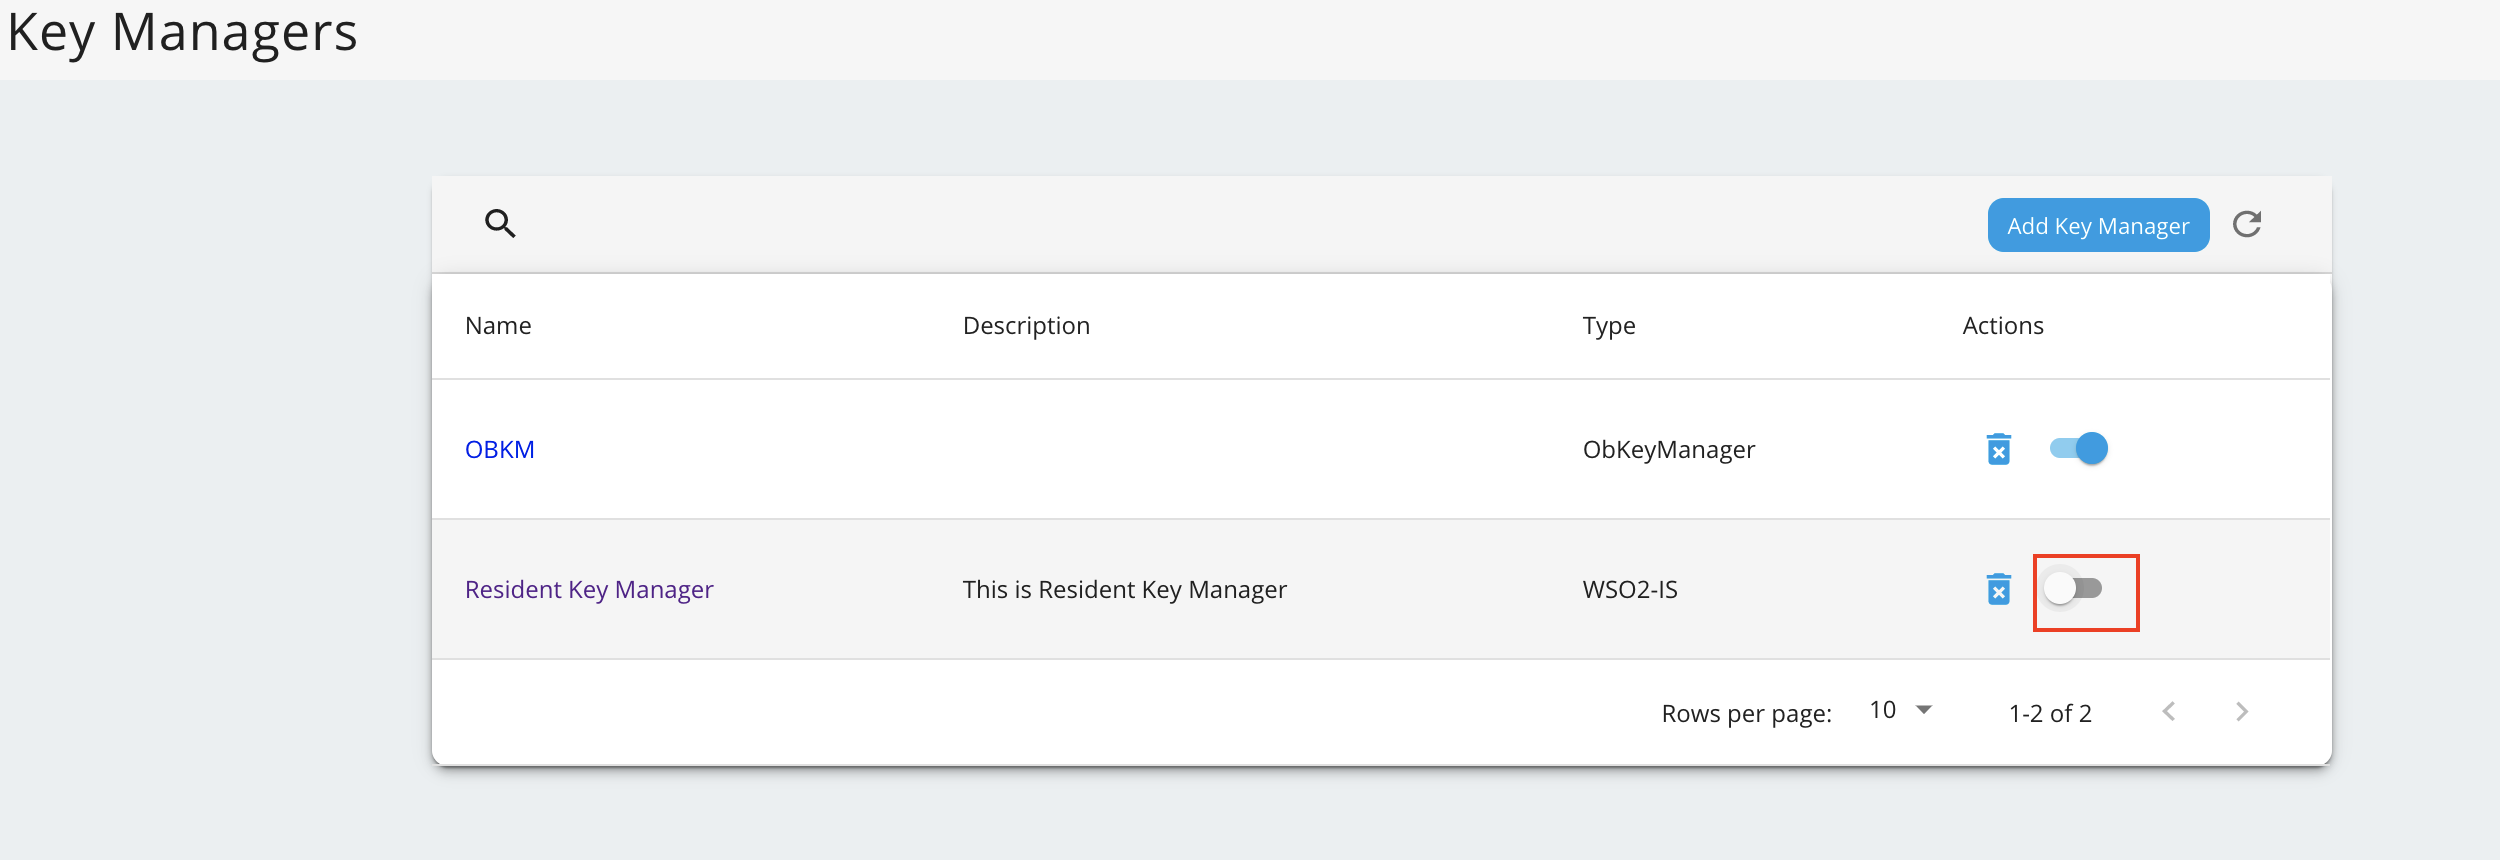 Key Managers
Add Key Manager
Name Description Type Actions
OBKM ObKeyManager
Resident Key Manager This is Resident Key Manager WSO2-IS
Rows per page: 10 1-2 of 2